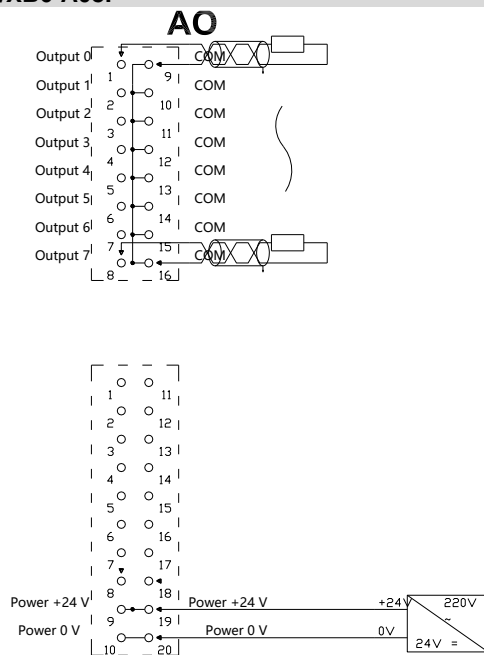 AO
Output 0 COM
1 9
Output 1 COM
2 10
Output 2 COM
3 11
Output 3 COM
4 12
Output 4 COM
5 13
Output 5 COM
6 14
Output 6 COM
7 15
Output 7 COM
8 16
1 11
2 12
3 13
4 14
5 15
6 16
7 17
8 18
Power +24 V Power +24 V +24V 220V
~
9 19
Power 0 V Power 0 V 0V
24V =
10 20